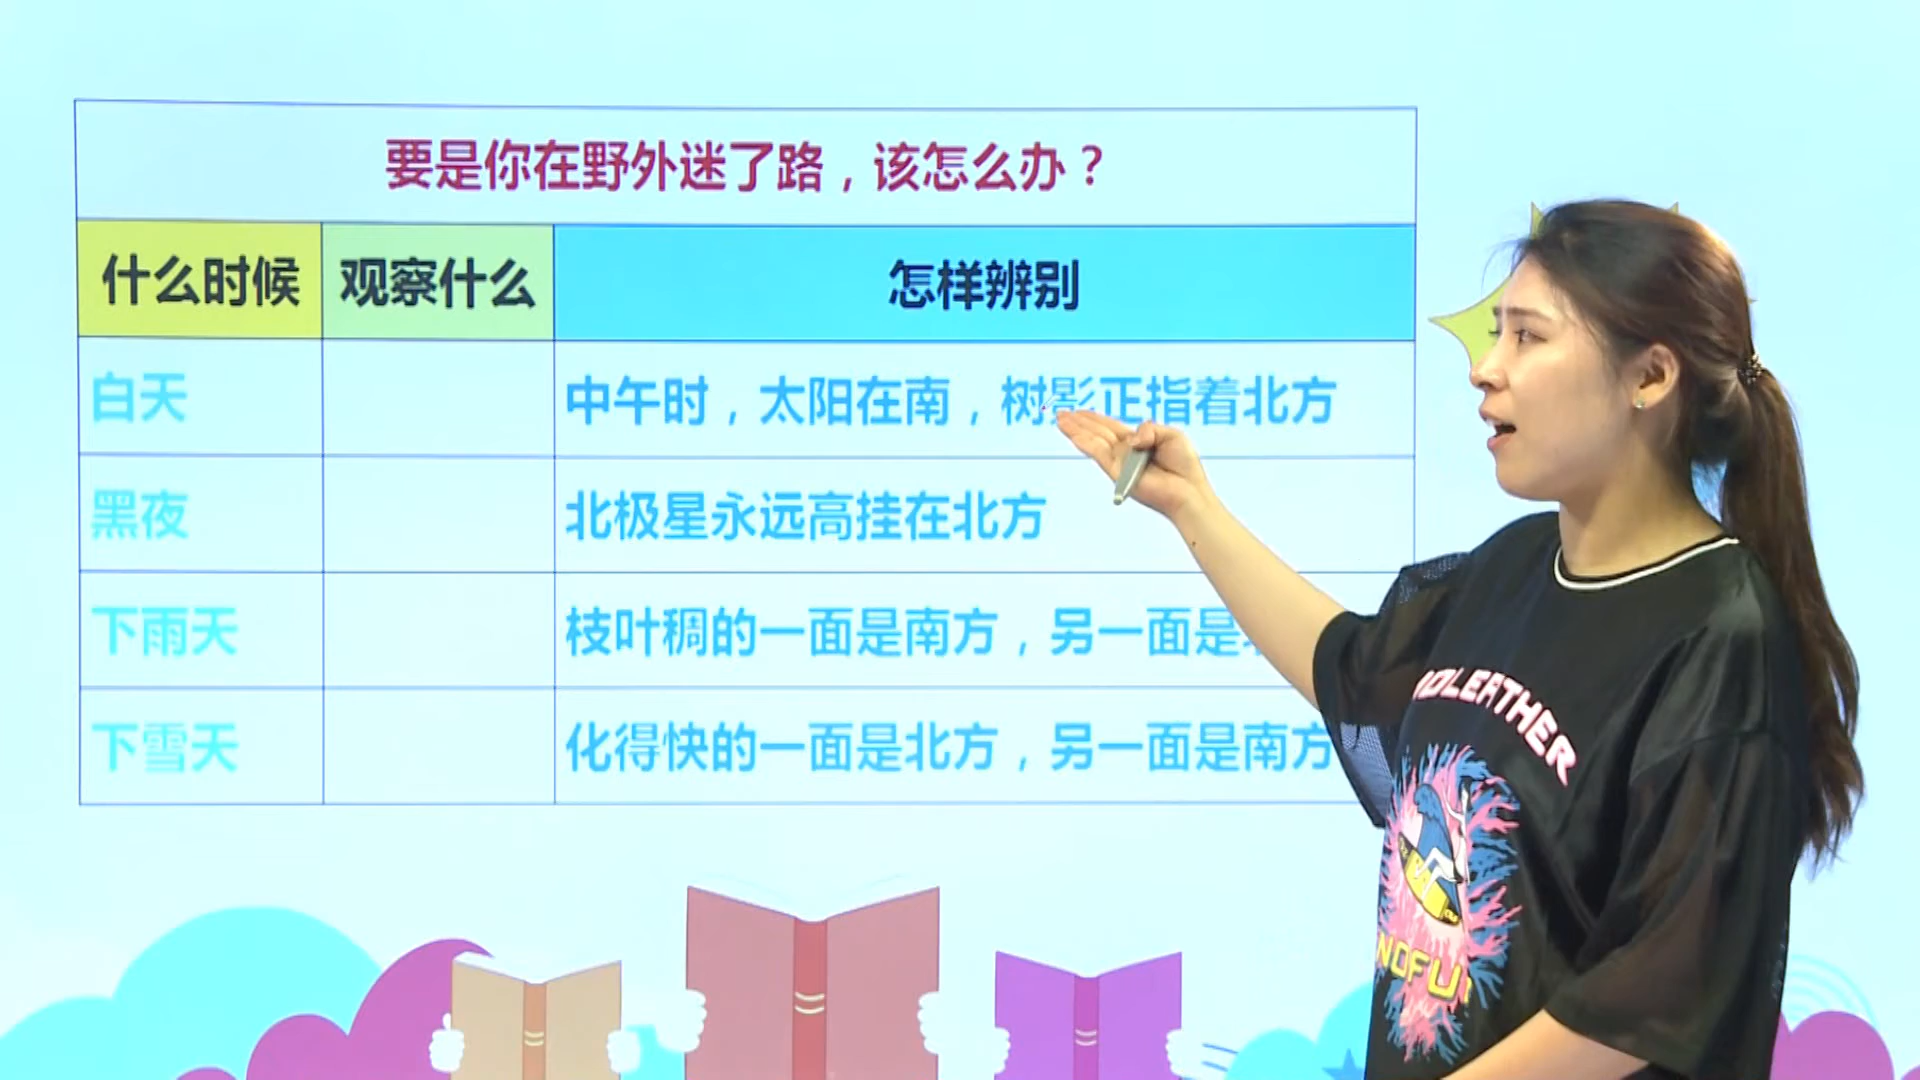 要是你在野外迷了路，该怎么办？
什么时候 观察什么 怎样辨别
白天 中午时，太阳在南，树影正指着北方
黑夜 北极星永远高挂在北方
下雨天 枝叶稠的一面是南方，另一面是
下雪天 化得快的一面是北方，另一面是南方
OLEATHER
NOFU